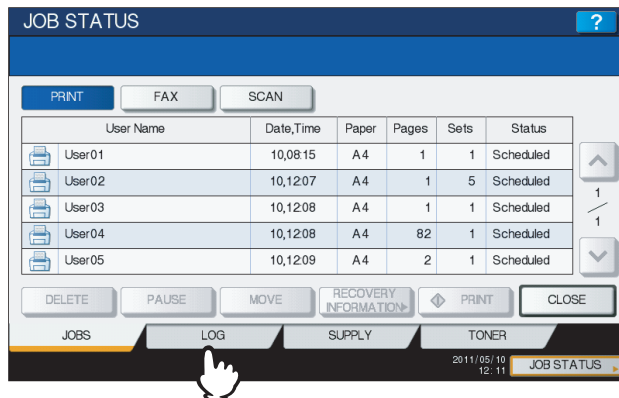 JOB STATUS ?
PRINT FAX SCAN
User Name Date,Time Paper Pages Sets Status
User01 10,08:15 A4 1 1 Scheduled
User02 10,12:07 A4 1 5 Scheduled
User03 10,12:08 A4 1 1 Scheduled
User04 10,12:08 A4 82 1 Scheduled
User05 10,12:09 A4 2 1 Scheduled
1
1
DELETE PAUSE MOVE RECOVERY INFORMATION PRINT CLOSE
JOBS LOG SUPPLY TONER
2011/05/10
12:11
JOB STATUS